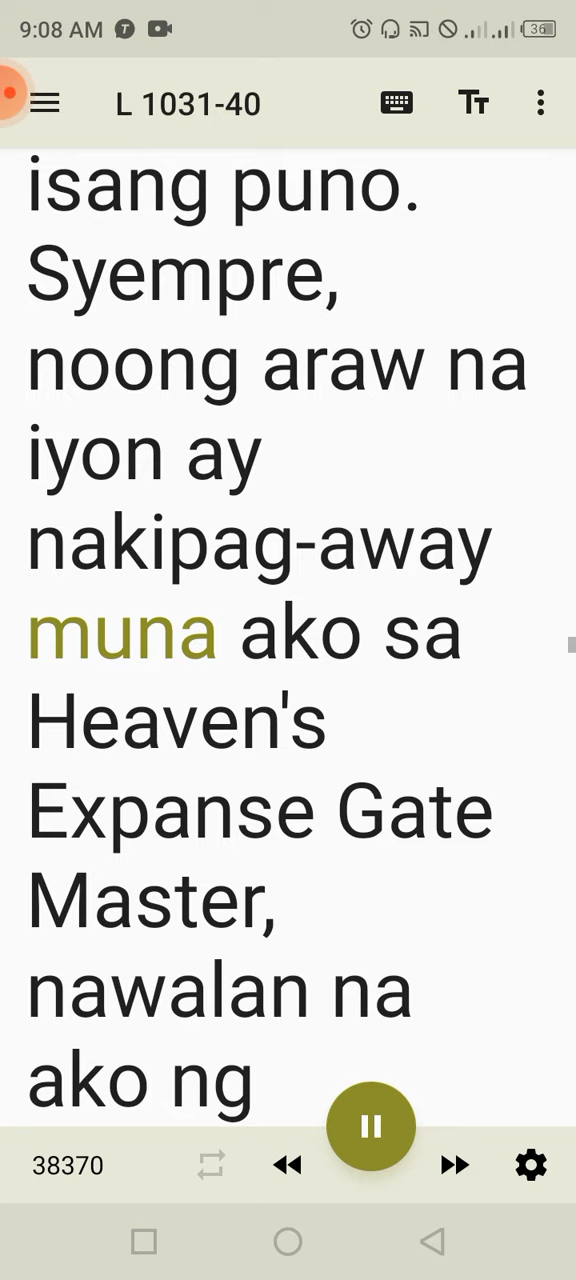 9:08 AM
36
L 1031-40
isang puno.
Syempre,
noong araw na
iyon ay
nakipag-away
muna ako sa
Heaven's
Expanse Gate
Master,
nawalan na
ako ng
38370